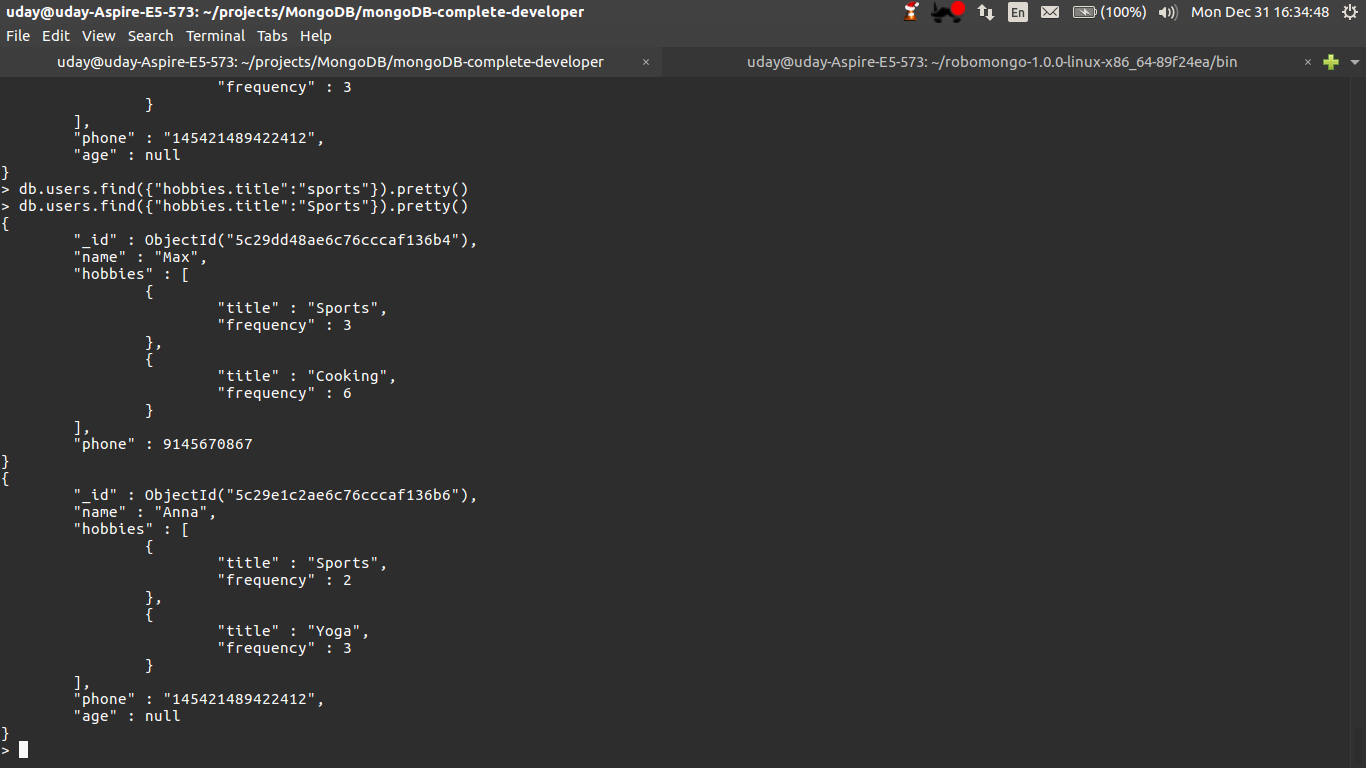 uday@uday-Aspire-E5-573: ~/projects/MongoDB/mongoDB-complete-developer
En (100%) Mon Dec 31 16:34:48
File Edit View Search Terminal Tabs Help
uday@uday-Aspire-E5-573: ~/projects/MongoDB/mongoDB-complete-developer × uday@uday-Aspire-E5-573: ~/robomongo-1.0.0-linux-x86_64-89f24ea/bin ×
"frequency" : 3
}
],
"phone" : "145421489422412",
"age" : null
}
> db.users.find({"hobbies.title":"sports"}).pretty()
> db.users.find({"hobbies.title":"Sports"}).pretty()
{
"_id" : ObjectId("5c29dd48ae6c76cccaf136b4"),
"name" : "Max",
"hobbies" : [
{
"title" : "Sports",
"frequency" : 3
},
{
"title" : "Cooking",
"frequency" : 6
}
],
"phone" : 9145670867
}
{
"_id" : ObjectId("5c29e1c2ae6c76cccaf136b6"),
"name" : "Anna",
"hobbies" : [
{
"title" : "Sports",
"frequency" : 2
},
{
"title" : "Yoga",
"frequency" : 3
}
],
"phone" : "145421489422412",
"age" : null
}
>